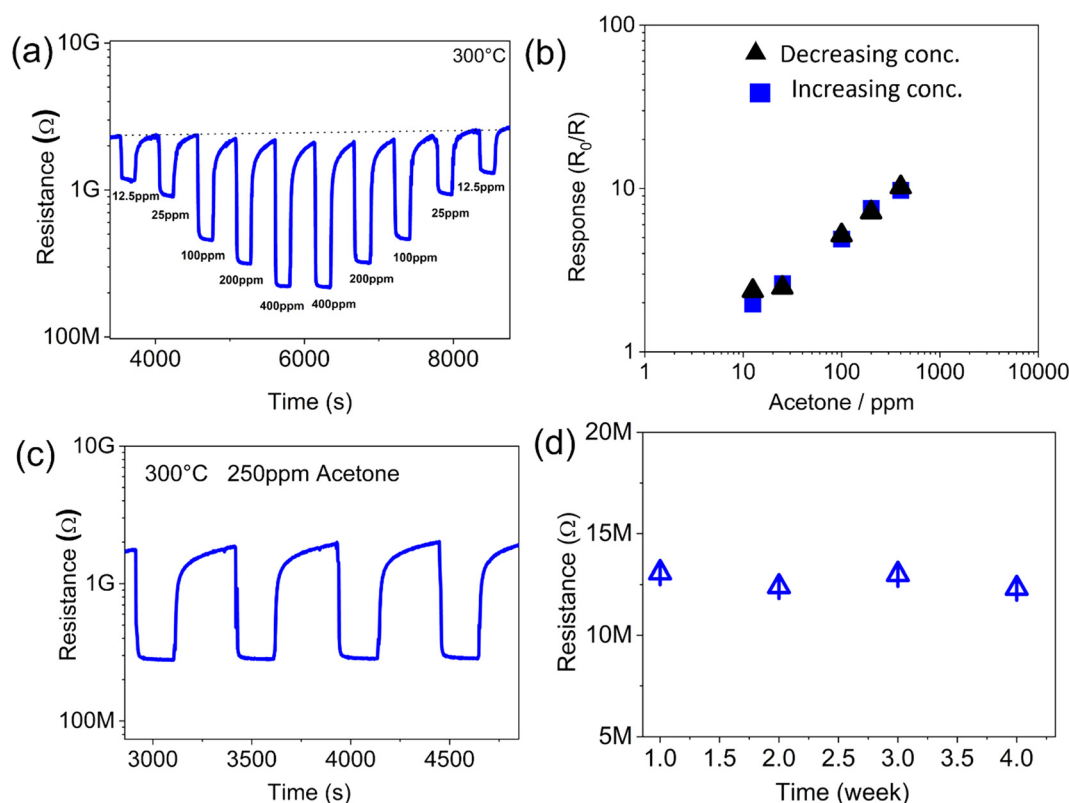 (a)
10G
1G
100M
Resistance (Ω)
300°C
12.5ppm
25ppm
100ppm
200ppm
400ppm
400ppm
200ppm
100ppm
25ppm
12.5ppm
4000 6000 8000
Time (s)
(b)
100
10
1
Response (R₀/R)
Decreasing conc.
Increasing conc.
1 10 100 1000 10000
Acetone / ppm
(c)
10G
1G
100M
Resistance (Ω)
300°C 250ppm Acetone
3000 3500 4000 4500
Time (s)
(d)
20M
15M
10M
5M
Resistance (Ω)
1.0 1.5 2.0 2.5 3.0 3.5 4.0
Time (week)